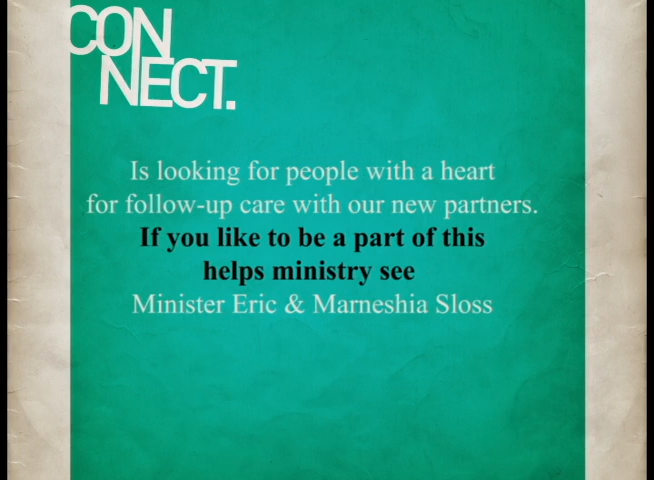 CON
NECT.
Is looking for people with a heart
for follow-up care with our new partners.
If you like to be a part of this
helps ministry see
Minister Eric & Marneshia Sloss